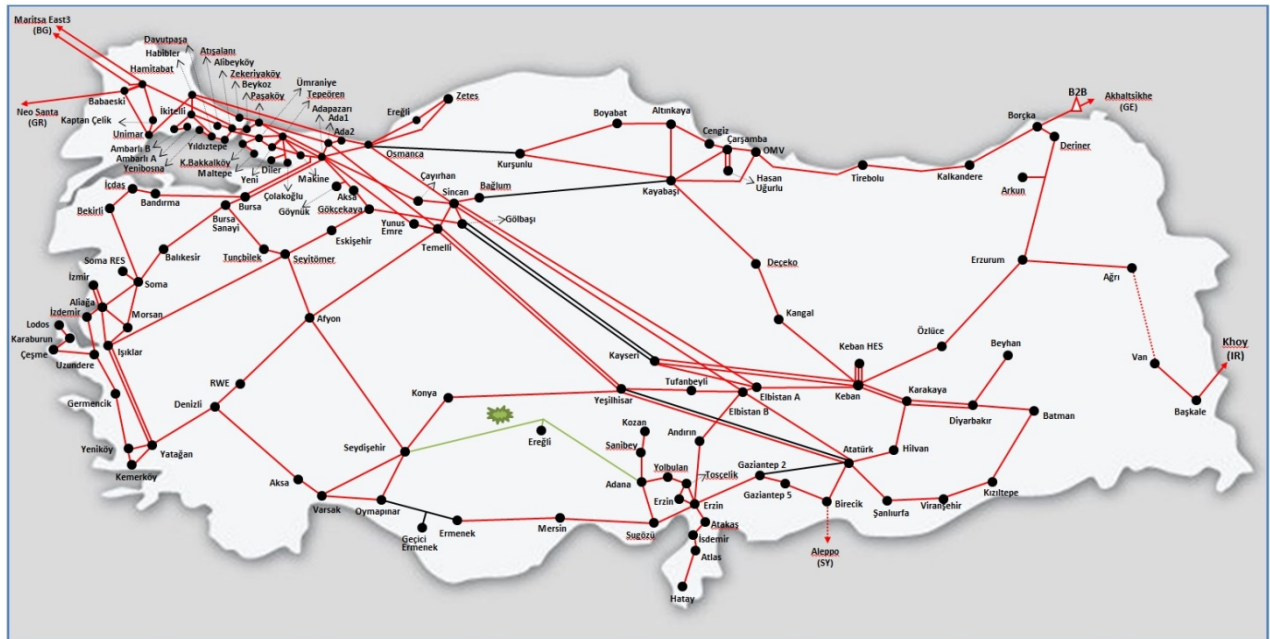 Maritsa East3
(BG)
Davutpaşa
Habibler
Atışalanı
Hamitabat
Alibeyköy
Zekeriyaköy
Beykoz
Paşaköy
Ümraniye
Tepeören
Adapazarı
Ada1
Ada2
Zetes
Ereğli
Babaeski
Neo Santa
(GR)
İkitelli
Kaptan Çelik
Unimar
Ambarlı B
Ambarlı A
Yenibosna
Yıldıztepe
K.Bakkalköy
Maltepe
Yeni
Diler
Çolakoğlu
Makine
Osmanca
Boyabat
Altınkaya
Cengiz
Çarşamba
OMV
Kurşunlu
Hasan
Uğurlu
Kayabaşı
Tirebolu
Kalkandere
Borçka
B2B
Akhaltsikhe
(GE)
Deriner
Arkun
İçdaş
Bandırma
Bekirli
Bursa
Bursa
Sanayi
Göynük
Aksa
Gökçekaya
Çayırhan
Sincan
Bağlum
Gölbaşı
Yunus
Emre
Temelli
Eskişehir
Tunçbilek
Seyitömer
Balıkesir
Soma RES
Soma
İzmir
Aliağa
İzdemir
Morsan
Lodos
Karaburun
Çeşme
Uzundere
Işıklar
Afyon
Deçeko
Kangal
Erzurum
Ağrı
Özlüce
Keban HES
Beyhan
Van
Khoy
(IR)
Başkale
Kayseri
Tufanbeyli
Yeşilhisar
Elbistan A
Elbistan B
Keban
Karakaya
Diyarbakır
Batman
RWE
Denizli
Konya
Germencik
Yeniköy
Kemerköy
Yatağan
Seydişehir
Ereğli
Kozan
Sanibey
Andırın
Adana
Yolbulan
Tosçelik
Gaziantep 2
Gaziantep 5
Atatürk
Hilvan
Birecik
Şanlıurfa
Viranşehir
Kızıltepe
Aksa
Varsak
Oymapınar
Geçici
Ermenek
Ermenek
Mersin
Sugözü
Erzin
Erzin
Atakaş
İsdemir
Atlas
Hatay
Aleppo
(SY)